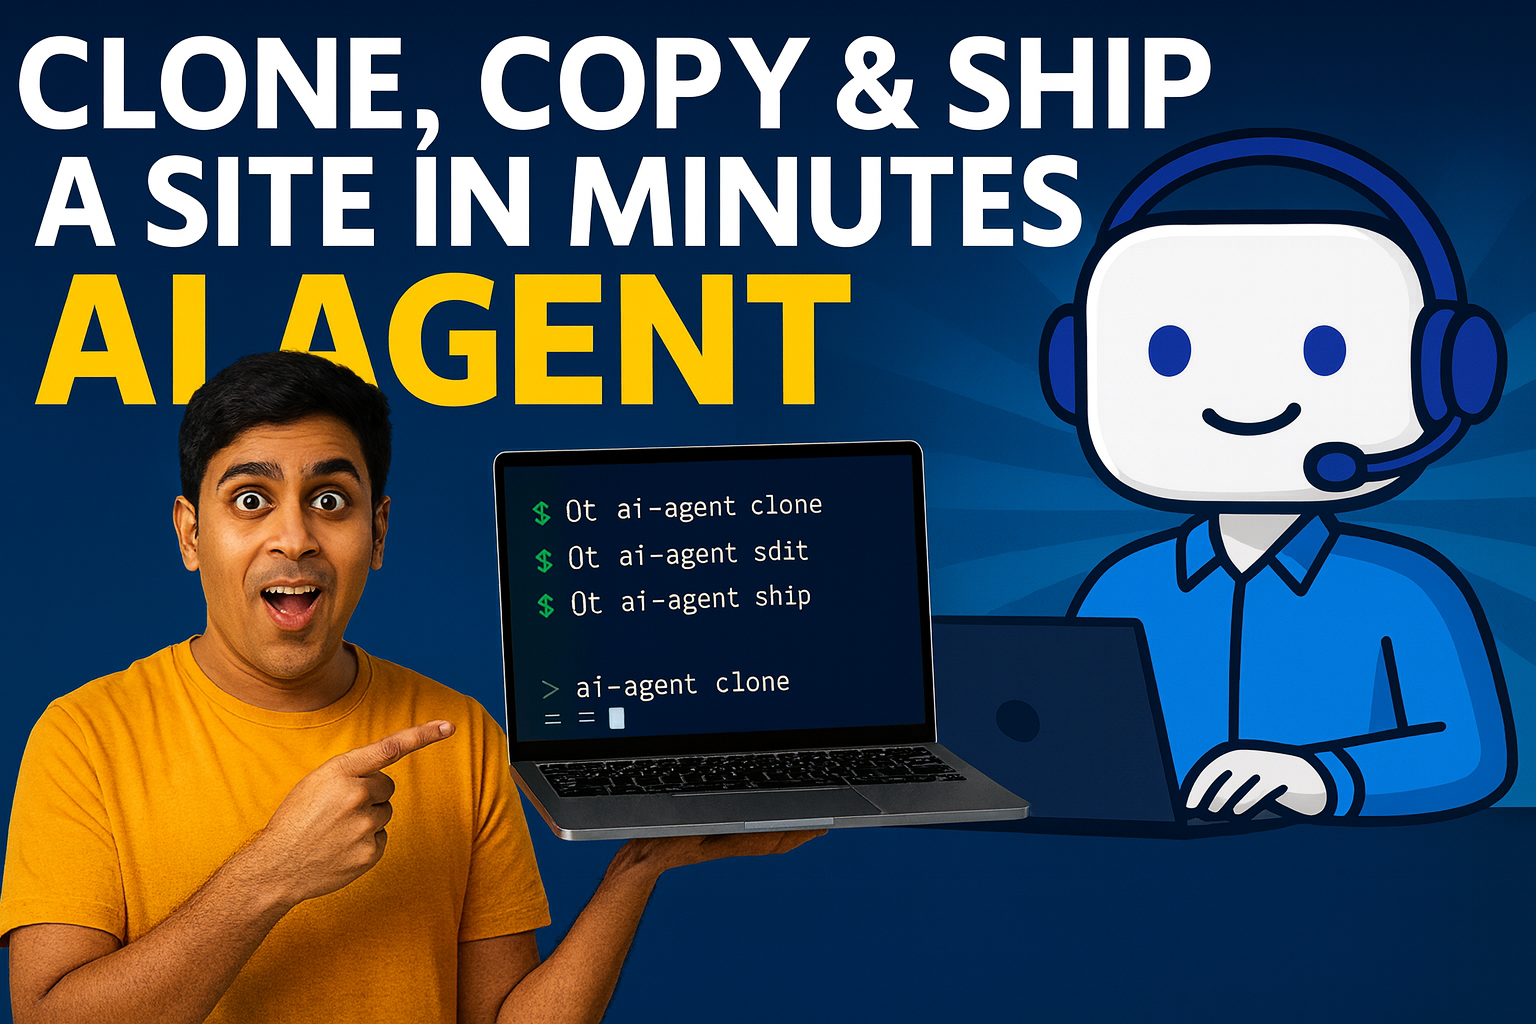 CLONE, COPY & SHIP
A SITE IN MINUTES
AI AGENT
$ Ot ai-agent clone
$ Ot ai-agent sdit
$ Ot ai-agent ship
> ai-agent clone
= =